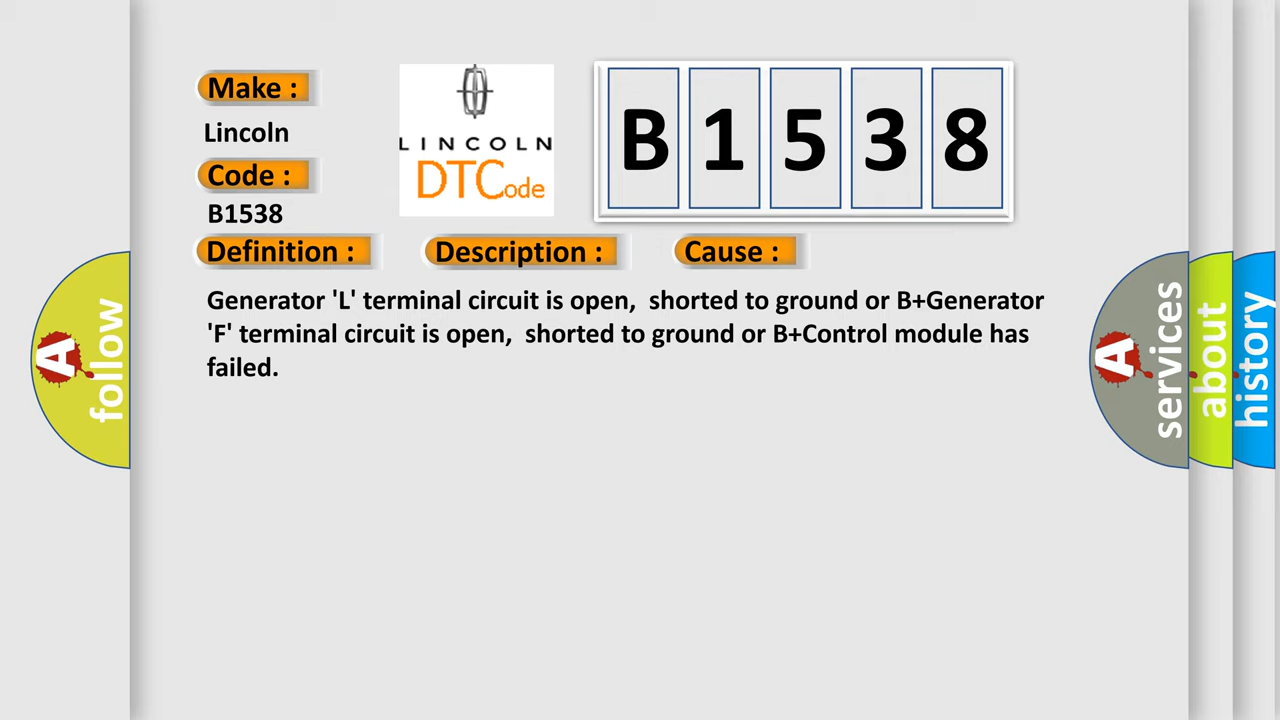 Make :
Lincoln
Code :
B1538
LINCOLN
DTCode
B 1 5 3 8
Definition :
Description :
Cause :
Generator 'L' terminal circuit is open,  shorted to ground or B+Generator
'F' terminal circuit is open,  shorted to ground or B+Control module has
failed.
A follow
A services
about
history